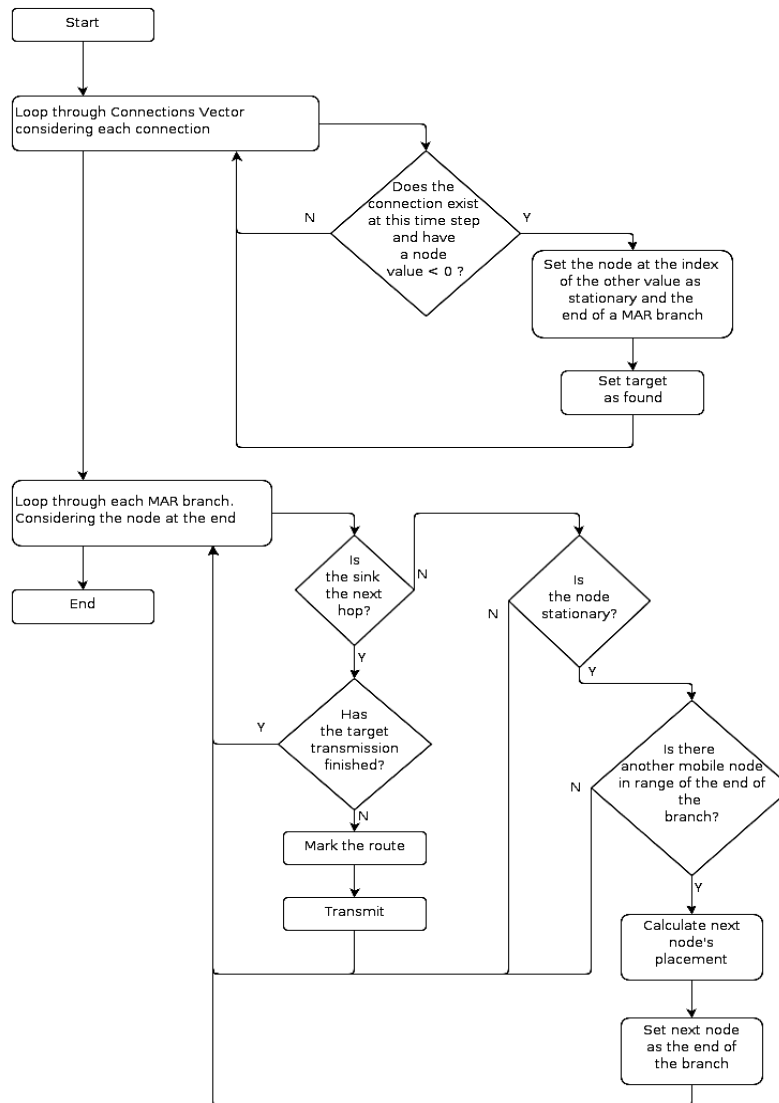 Start
Loop through Connections Vector
considering each connection
Does the
connection exist
at this time step
and have
a node
value < 0 ?
N
Y
Set the node at the index
of the other value as
stationary and the
end of a MAR branch
Set target
as found
Loop through each MAR branch.
Considering the node at the end
End
Is
the sink
the next
hop?
N
Y
Is
the node
stationary?
N
Y
Has
the target
transmission
finished?
Y
N
Mark the route
Transmit
Is there
another mobile node
in range of the end of
the
branch?
N
Y
Calculate next
node's
placement
Set next node
as the end of
the branch